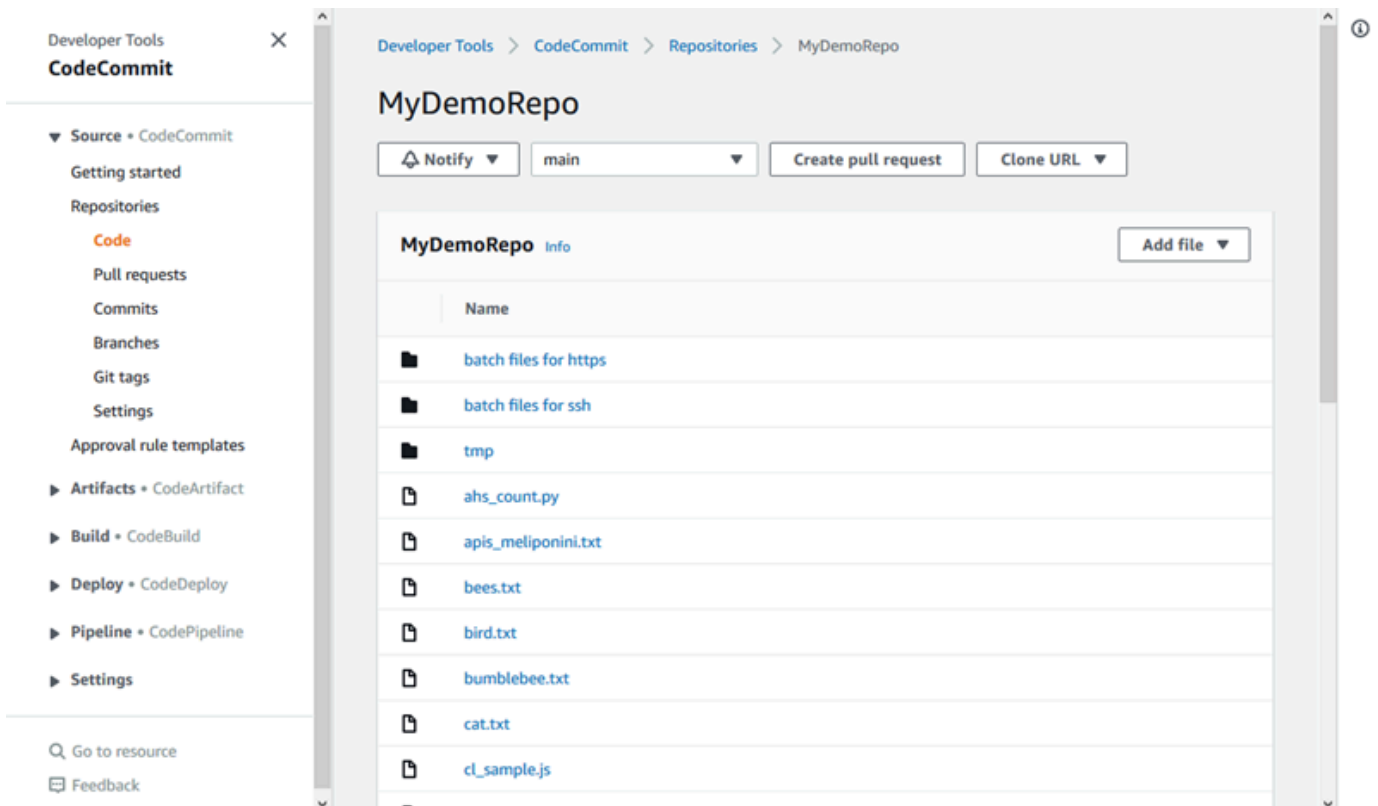 Developer Tools
CodeCommit
Source • CodeCommit
Getting started
Repositories
Code
Pull requests
Commits
Branches
Git tags
Settings
Approval rule templates
Artifacts • CodeArtifact
Build • CodeBuild
Deploy • CodeDeploy
Pipeline • CodePipeline
Settings
Go to resource
Feedback
Developer Tools > CodeCommit > Repositories > MyDemoRepo
MyDemoRepo
Notify main Create pull request Clone URL
MyDemoRepo Info Add file
Name
batch files for https
batch files for ssh
tmp
ahs_count.py
apis_meliponini.txt
bees.txt
bird.txt
bumblebee.txt
cat.txt
cl_sample.js